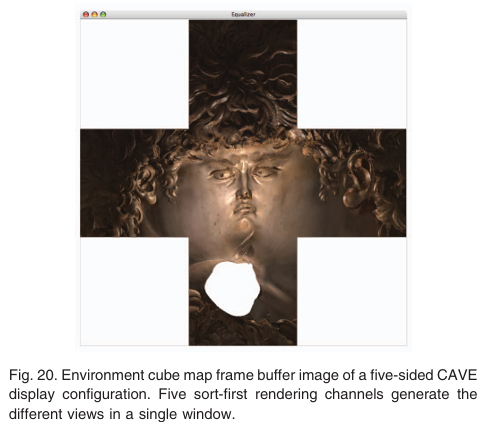 Equalizer
Fig. 20. Environment cube map frame buffer image of a five-sided CAVE
display configuration. Five sort-first rendering channels generate the
different views in a single window.